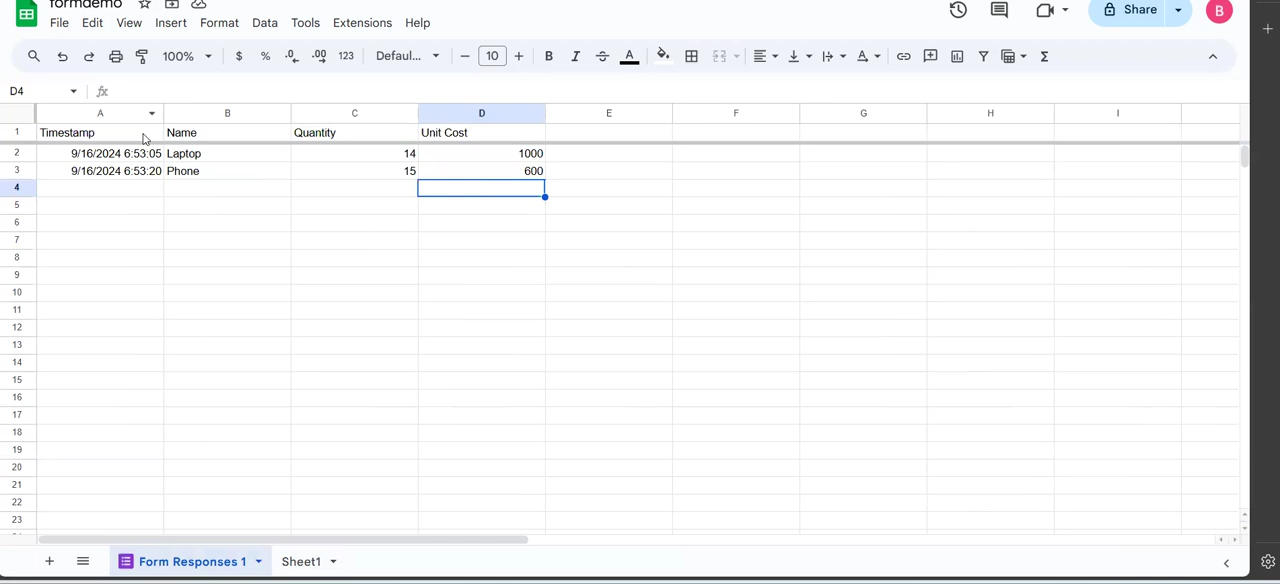 formdemo
File Edit View Insert Format Data Tools Extensions Help
Share
B
100% $ % .0 .00 123 Defaul... 10 B I A
D4 fx
A B C D E F G H I
1 Timestamp Name Quantity Unit Cost
2 9/16/2024 6:53:05 Laptop 14 1000
3 9/16/2024 6:53:20 Phone 15 600
4
5
6
7
8
9
10
11
12
13
14
15
16
17
18
19
20
21
22
23
Form Responses 1 Sheet1